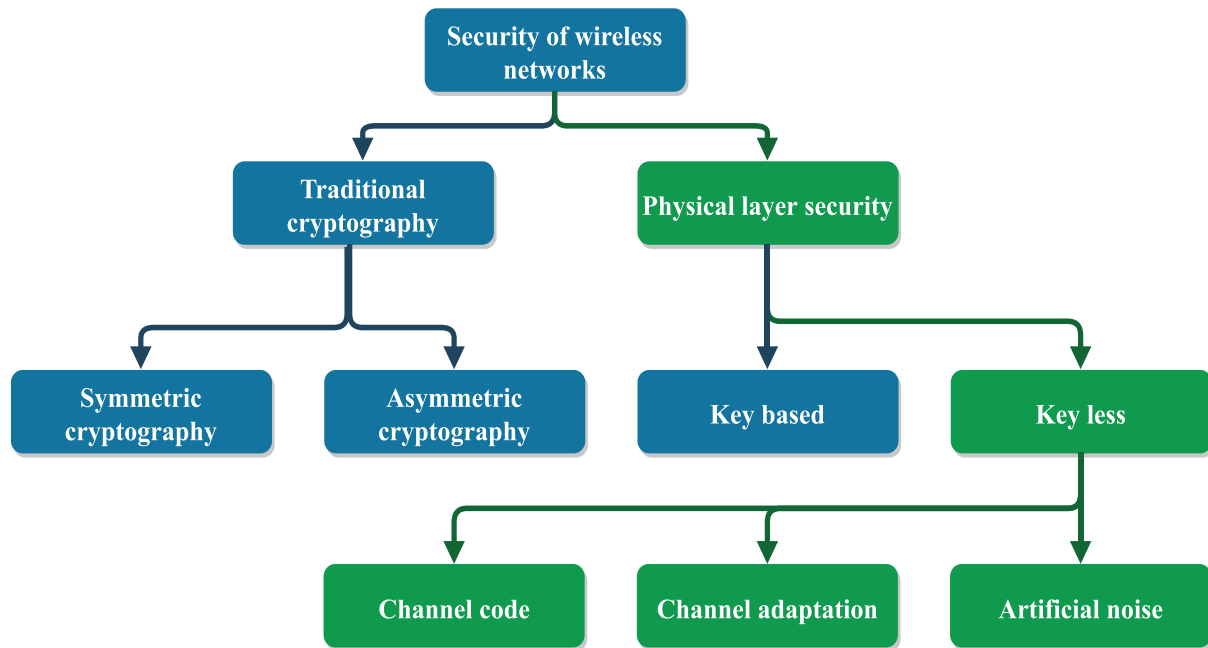 Security of wireless
networks
Traditional
cryptography
Physical layer security
Symmetric
cryptography
Asymmetric
cryptography
Key based
Key less
Channel code
Channel adaptation
Artificial noise